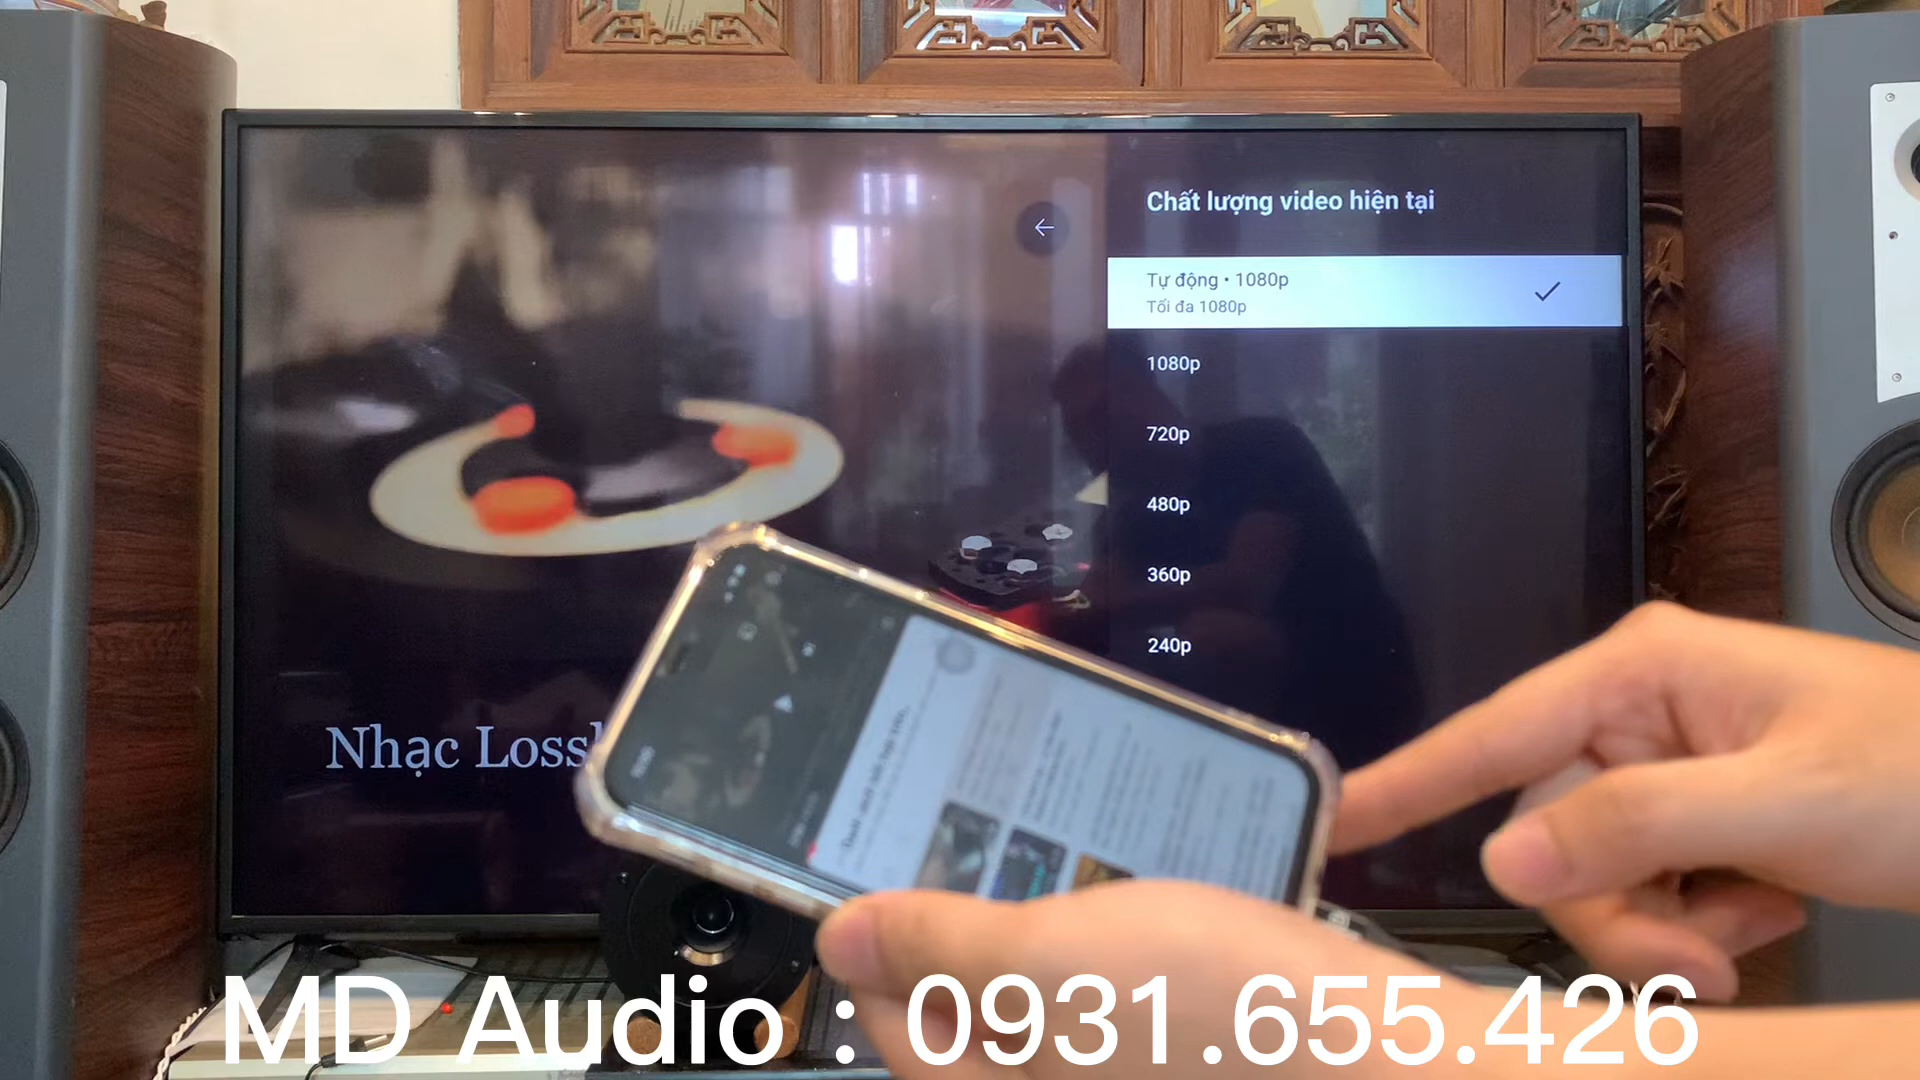 Chất lượng video hiện tại
Tự động • 1080p
Tối đa 1080p
1080p
720p
480p
360p
240p
Nhạc Loss
MD Audio : 0931.655.426